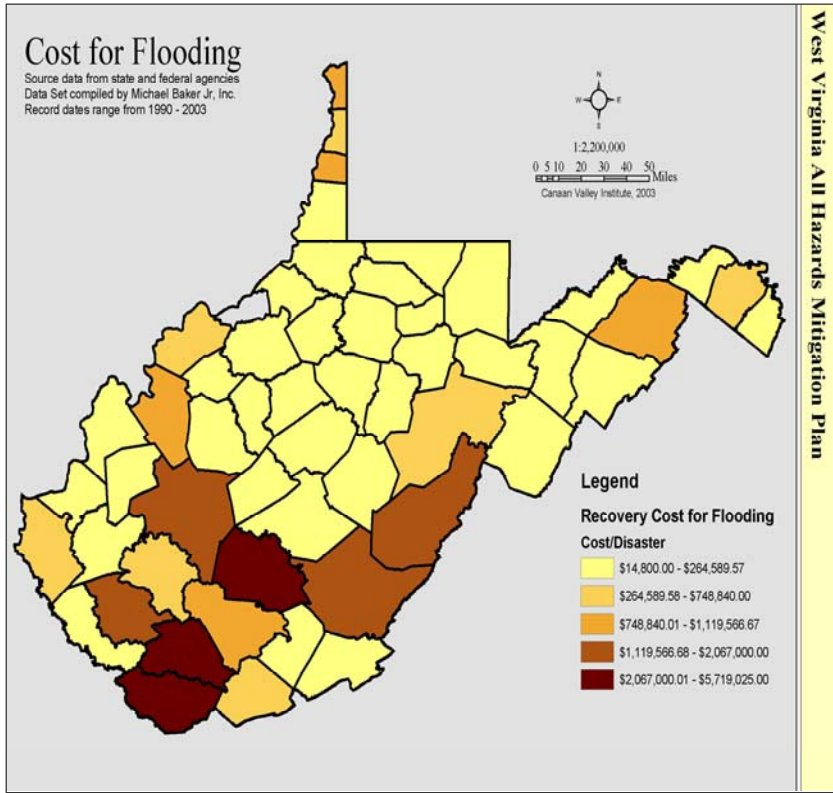 Cost for Flooding
Source data from state and federal agencies
Data Set compiled by Michael Baker Jr, Inc.
Record dates range from 1990 - 2003
N
W
E
S
1:2,200,000
0 5 10 20 30 40 50
Miles
Canaan Valley Institute, 2003
West Virginia All Hazards Mitigation Plan
Legend
Recovery Cost for Flooding
Cost/Disaster
$14,800.00 - $264,589.57
$264,589.58 - $748,840.00
$748,840.01 - $1,119,566.67
$1,119,566.68 - $2,067,000.00
$2,067,000.01 - $5,719,025.00